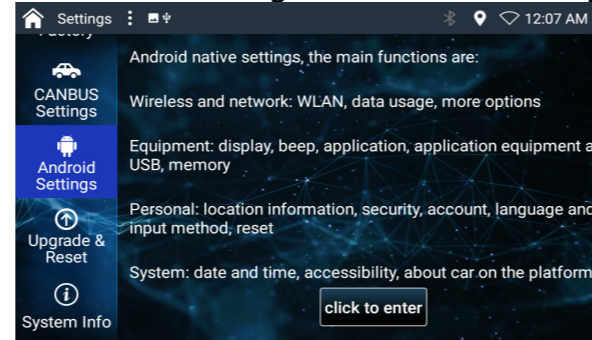 Settings
12:07 AM
CANBUS
Settings
Android
Settings
Upgrade &
Reset
System Info
Android native settings, the main functions are:
Wireless and network: WLAN, data usage, more options
Equipment: display, beep, application, application equipment a
USB, memory
Personal: location information, security, account, language and
input method, reset
System: date and time, accessibility, about car on the platform
click to enter